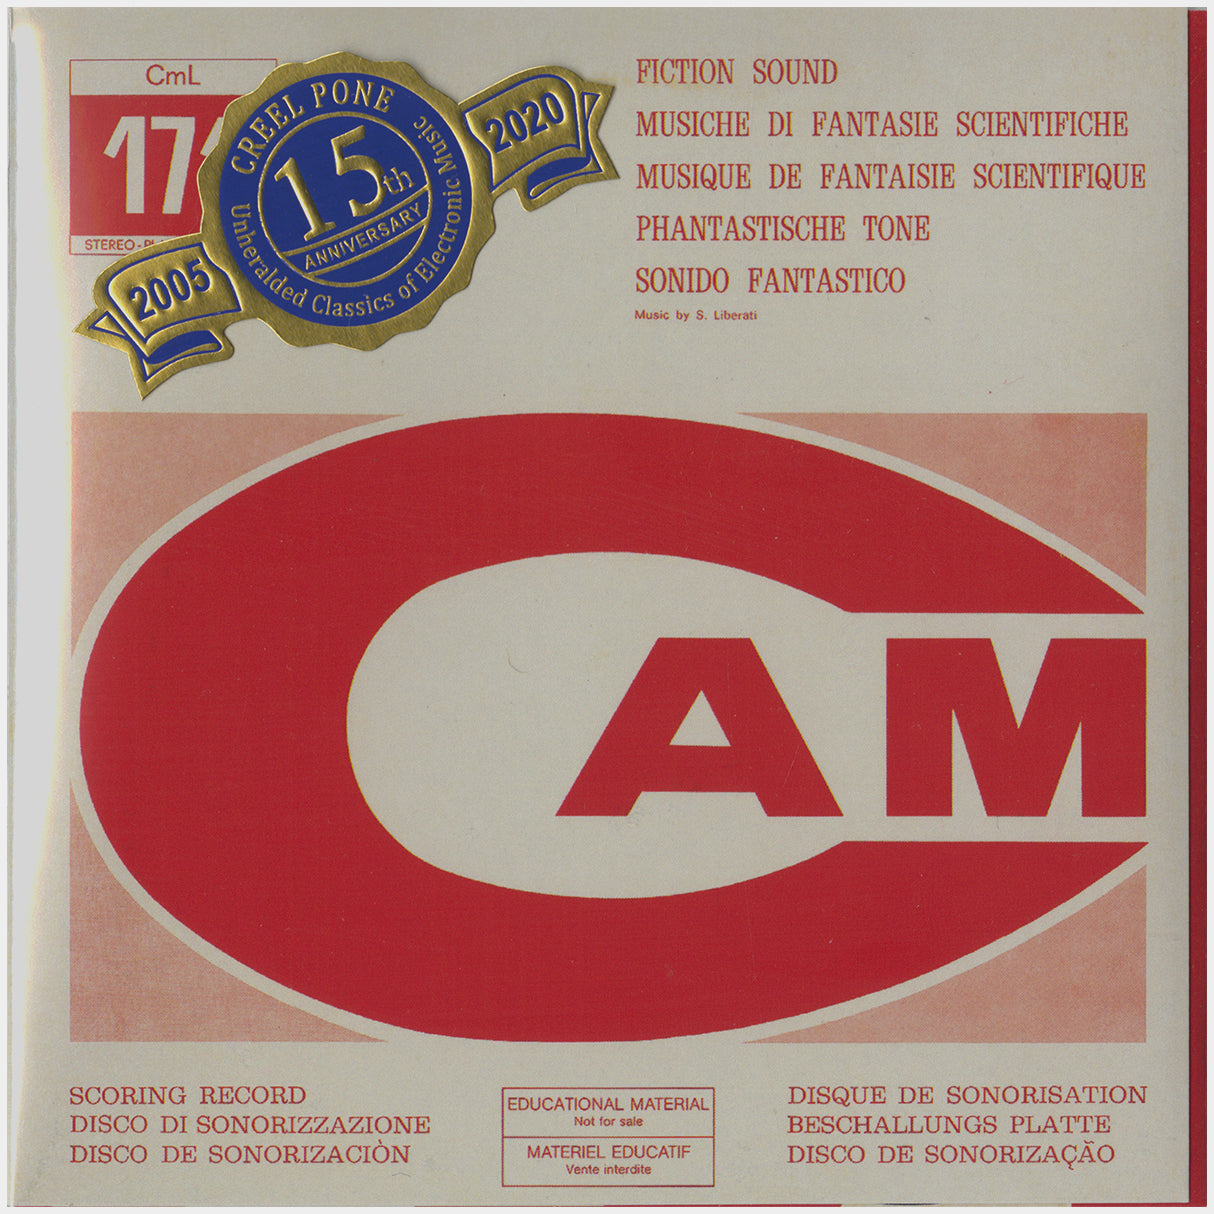 CmL
171
STEREO
CREEL PONE
15th
ANNIVERSARY
Unheralded Classics of Electronic Music
2005
2020
FICTION SOUND
MUSICHE DI FANTASIE SCIENTIFICHE
MUSIQUE DE FANTAISIE SCIENTIFIQUE
PHANTASTISCHE TONE
SONIDO FANTASTICO
Music by S. Liberati
CAM
SCORING RECORD
DISCO DI SONORIZZAZIONE
DISCO DE SONORIZACIÒN
EDUCATIONAL MATERIAL
Not for sale
MATERIEL EDUCATIF
Vente interdite
DISQUE DE SONORISATION
BESCHALLUNGS PLATTE
DISCO DE SONORIZAÇÃO